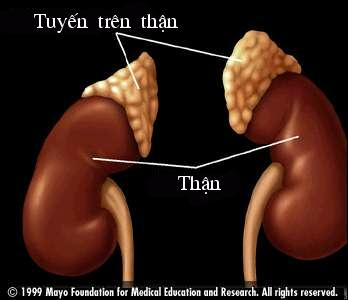 Tuyến trên thận
Thận
© 1999 Mayo Foundation for Medical Education and Research. All rights reserved.